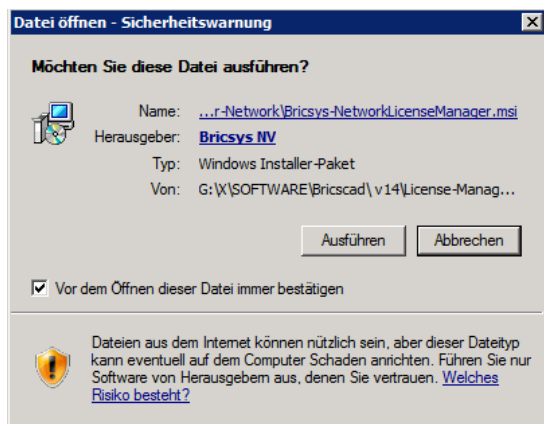 Datei öffnen - Sicherheitswarnung
Möchten Sie diese Datei ausführen?
Name: ...r-Network\Bricsys-NetworkLicenseManager.msi
Herausgeber: Bricsys NV
Typ: Windows Installer-Paket
Von: G:\X\SOFTWARE\Bricscad\v14\License-Manag...
Ausführen Abbrechen
Vor dem Öffnen dieser Datei immer bestätigen
Dateien aus dem Internet können nützlich sein, aber dieser Dateityp
kann eventuell auf dem Computer Schaden anrichten. Führen Sie nur
Software von Herausgebern aus, denen Sie vertrauen. Welches
Risiko besteht?